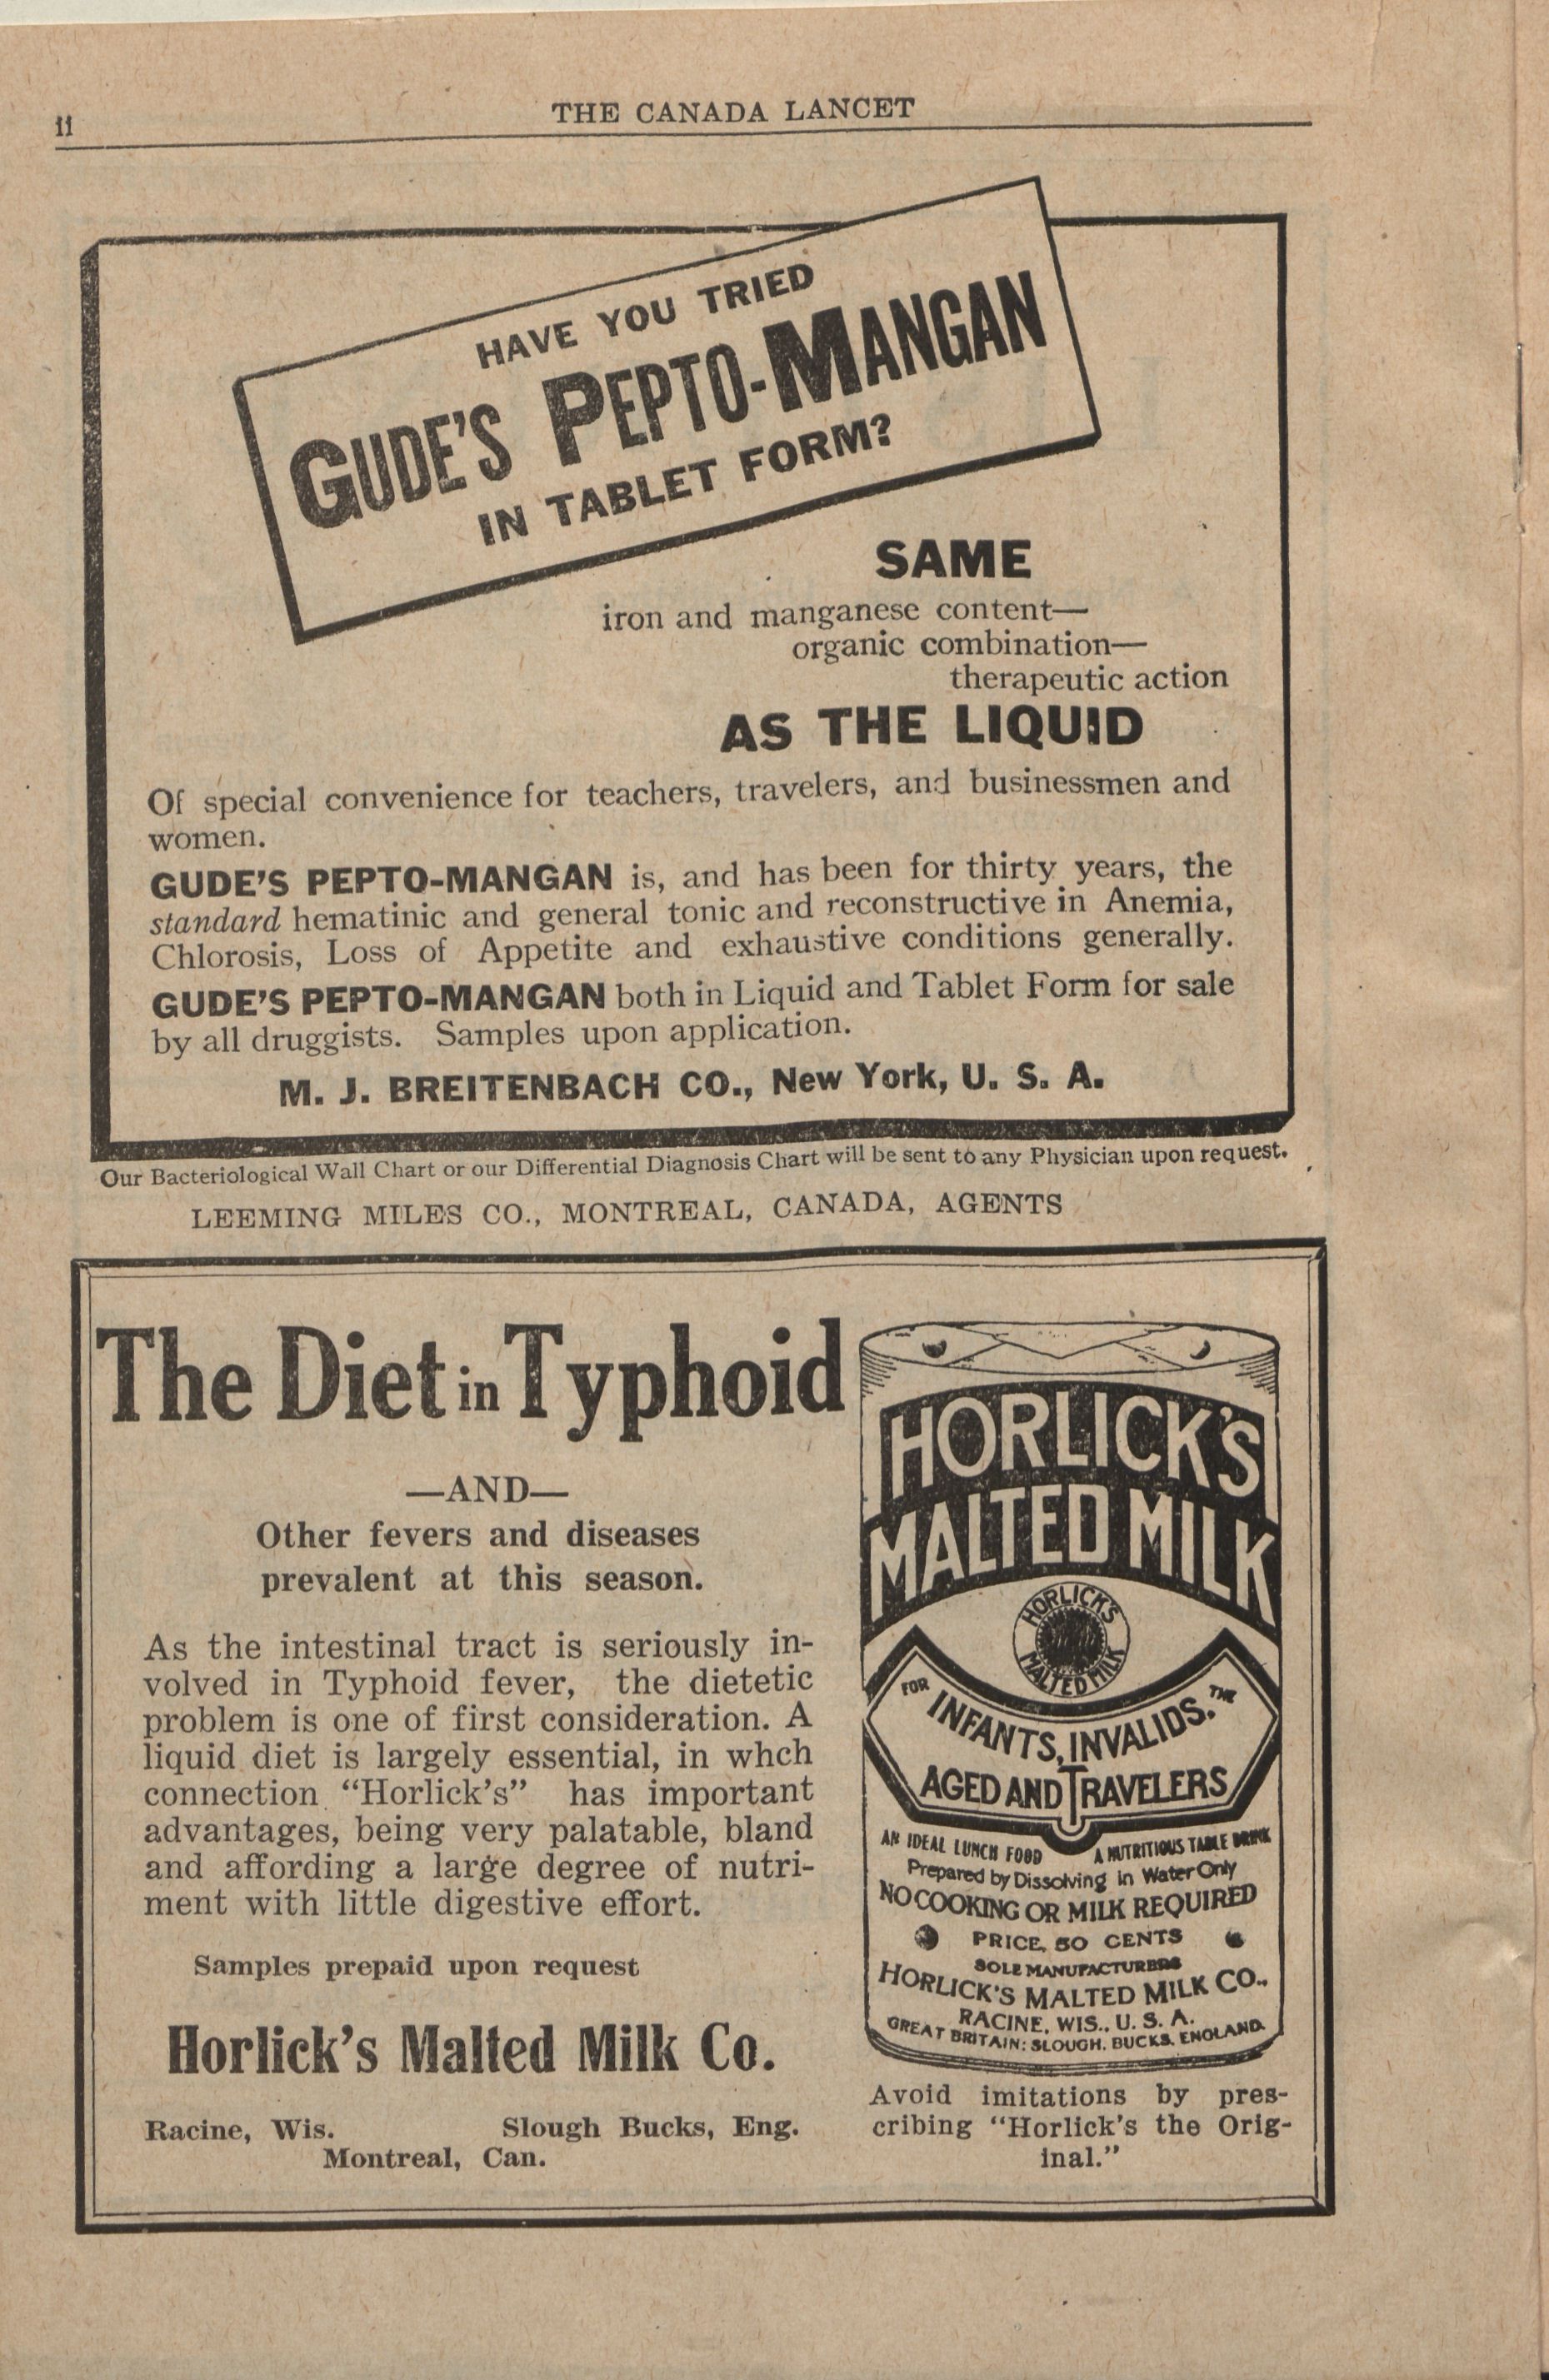 ii
THE CANADA LANCET
HAVE YOU TRIED
GUDE'S PEPTO-MANGAN
IN TABLET FORM?
SAME
iron and manganese content—
organic combination—
therapeutic action
AS THE LIQUID
Of special convenience for teachers, travelers, and businessmen and
women.
GUDE'S PEPTO-MANGAN is, and has been for thirty years, the
standard hematinic and general tonic and reconstructive in Anemia,
Chlorosis, Loss of Appetite and exhaustive conditions generally.
GUDE'S PEPTO-MANGAN both in Liquid and Tablet Form for sale
by all druggists. Samples upon application.
M. J. BREITENBACH CO., New York, U. S. A.
Our Bacteriological Wall Chart or our Differential Diagnosis Chart will be sent to any Physician upon request.
LEEMING MILES CO., MONTREAL, CANADA, AGENTS
The Diet in Typhoid
—AND—
Other fevers and diseases
prevalent at this season.
As the intestinal tract is seriously in-
volved in Typhoid fever, the dietetic
problem is one of first consideration. A
liquid diet is largely essential, in whch
connection "Horlick's" has important
advantages, being very palatable, bland
and affording a large degree of nutri-
ment with little digestive effort.
Samples prepaid upon request
Horlick's Malted Milk Co.
Racine, Wis. Slough Bucks, Eng.
Montreal, Can.
HORLICK'S
MALTED MILK
HORLICK'S
MALTED MILK
FOR INFANTS, INVALIDS. THE
AGED AND TRAVELERS
AN IDEAL LUNCH FOOD A NUTRITIOUS TABLE DRINK
Prepared by Dissolving in Water Only
NO COOKING OR MILK REQUIRED
PRICE, 50 CENTS
SOLE MANUFACTURERS
HORLICK'S MALTED MILK CO.,
RACINE, WIS., U. S. A.
GREAT BRITAIN: SLOUGH. BUCKS. ENGLAND.
Avoid imitations by pres-
cribing "Horlick's the Orig-
inal."